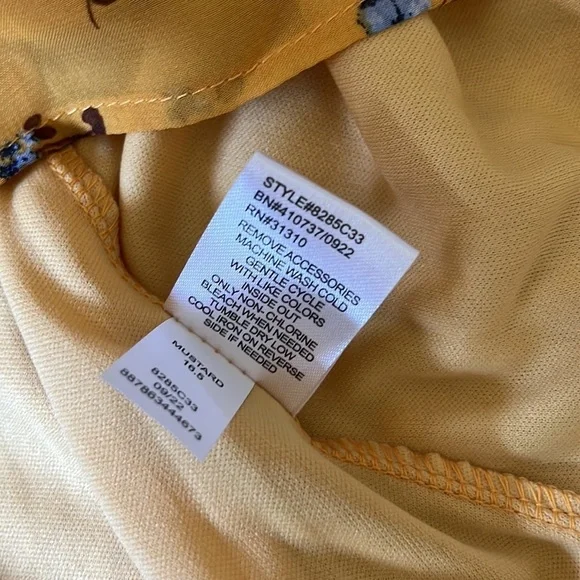 STYLE#8285C33
BN#410737/0922
RN#31310
REMOVE ACCESSORIES
MACHINE WASH COLD
GENTLE CYCLE
WITH LIKE COLORS
INSIDE OUT
ONLY NON-CHLORINE
BLEACH WHEN NEEDED
TUMBLE DRY LOW
COOL IRON ON REVERSE
SIDE IF NEEDED
MUSTARD
16.5
8285C33
09/22
887863444673